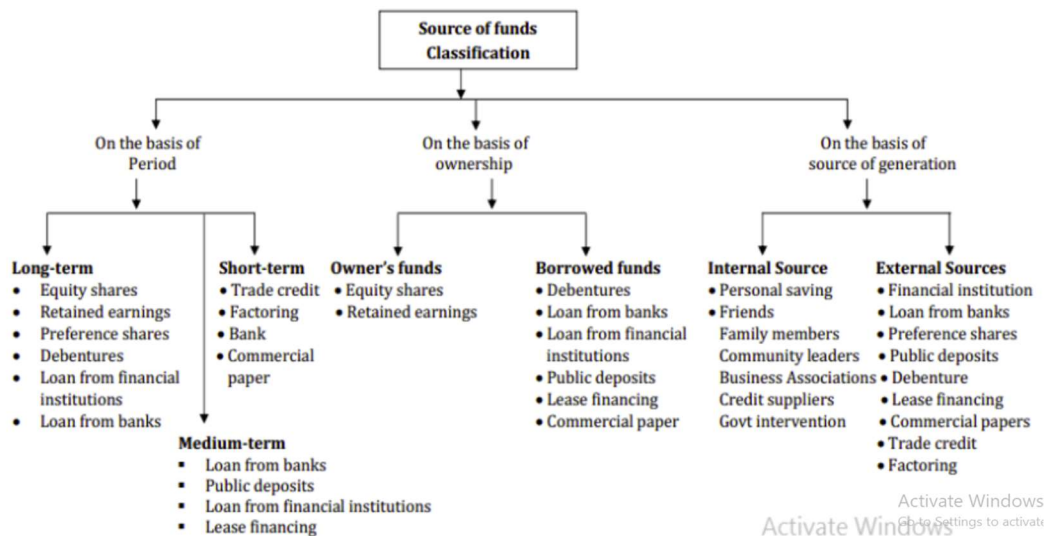 Source of funds
Classification
On the basis of
Period
On the basis of
ownership
On the basis of
source of generation
Long-term
• Equity shares
• Retained earnings
• Preference shares
• Debentures
• Loan from financial
institutions
• Loan from banks
Short-term
• Trade credit
• Factoring
• Bank
• Commercial
paper
Medium-term
▪ Loan from banks
▪ Public deposits
▪ Loan from financial institutions
▪ Lease financing
Owner's funds
• Equity shares
• Retained earnings
Borrowed funds
• Debentures
• Loan from banks
• Loan from financial
institutions
• Public deposits
• Lease financing
• Commercial paper
Internal Source
• Personal saving
• Friends
Family members
Community leaders
Business Associations
Credit suppliers
Govt intervention
External Sources
• Financial institution
• Loan from banks
• Preference shares
• Public deposits
• Debenture
• Lease financing
• Commercial papers
• Trade credit
• Factoring
Activate Windows
Go to Settings to activate
Activate Windows